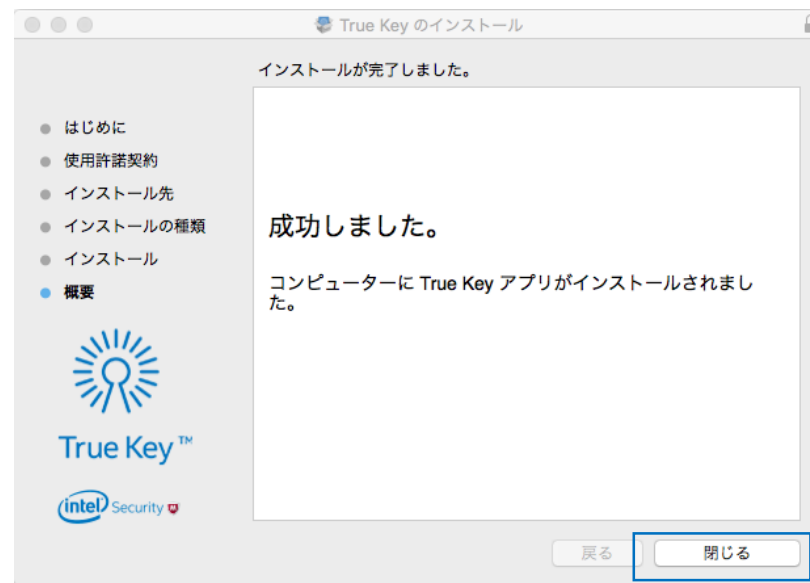 True Key のインストール
インストールが完了しました。
はじめに
使用許諾契約
インストール先
インストールの種類
インストール
概要
成功しました。
コンピューターに True Key アプリがインストールされまし
た。
True Key™
intel Security
戻る
閉じる